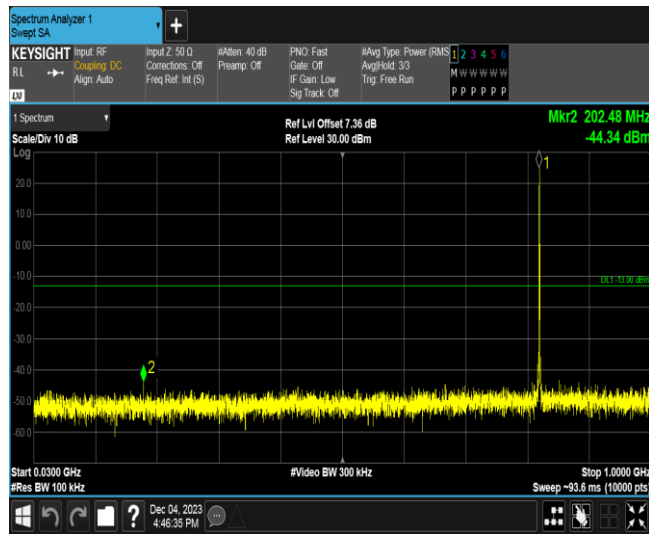 Spectrum Analyzer 1
Swept SA
+
KEYSIGHT
RL
LXI
Input: RF
Coupling: DC
Align: Auto
Input Z: 50 Ω
Corrections: Off
Freq Ref: Int (S)
#Atten: 40 dB
Preamp: Off
PNO: Fast
Gate: Off
IF Gain: Low
Sig Track: Off
#Avg Type: Power (RMS
Avg|Hold: 3/3
Trig: Free Run
1 2 3 4 5 6
M W W W W W
P P P P P P
1 Spectrum
Scale/Div 10 dB
Log
Ref Lvl Offset 7.36 dB
Ref Level 30.00 dBm
Mkr2 202.48 MHz
-44.34 dBm
1
20.0
10.0
0.00
-10.0
DL1 -13.00 dBm
-20.0
-30.0
-40.0
2
-50.0
-60.0
Start 0.0300 GHz
#Video BW 300 kHz
Stop 1.0000 GHz
#Res BW 100 kHz
Sweep ~93.6 ms (10000 pts)
?
Dec 04, 2023
4:46:35 PM